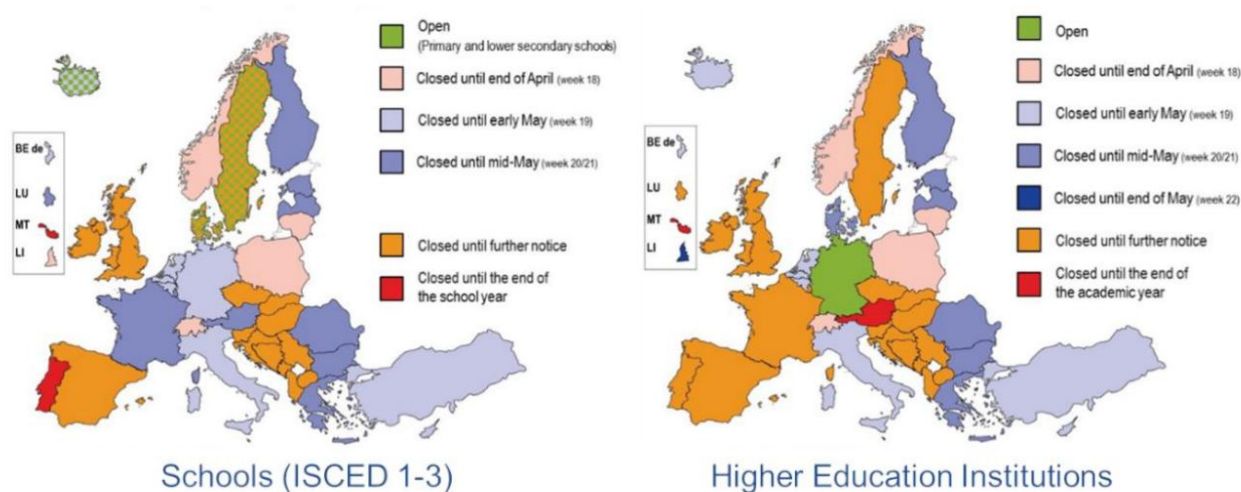 Open
(Primary and lower secondary schools)
Closed until end of April (week 18)
Closed until early May (week 19)
Closed until mid-May (week 20/21)
Closed until further notice
Closed until the end of
the school year
BE de
LU
MT
LI
Schools (ISCED 1-3)
Open
Closed until end of April (week 18)
Closed until early May (week 19)
Closed until mid-May (week 20/21)
Closed until end of May (week 22)
Closed until further notice
Closed until the end of
the academic year
BE de
LU
MT
LI
Higher Education Institutions